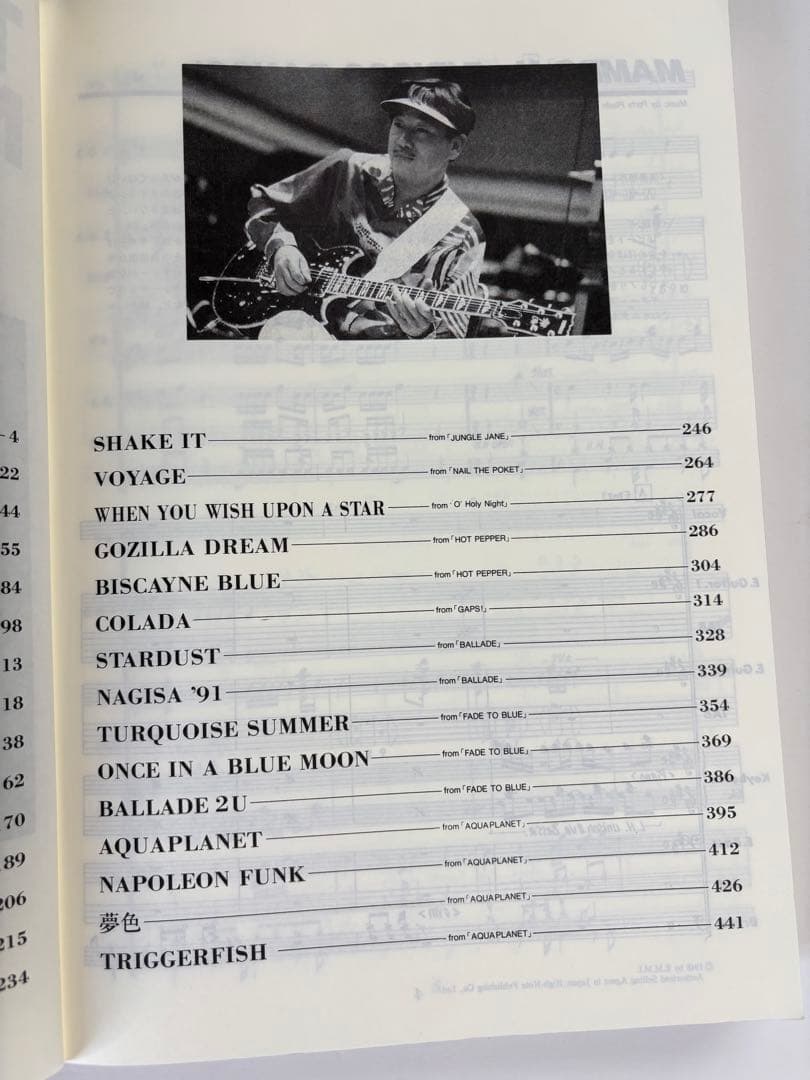 4
22
44
55
84
98
13
18
38
62
70
89
206
215
234
SHAKE IT from「JUNGLE JANE」 246
VOYAGE from「NAIL THE POKET」 264
WHEN YOU WISH UPON A STAR from「O' Holy Night」 277
GOZILLA DREAM from「HOT PEPPER」 286
BISCAYNE BLUE from「HOT PEPPER」 304
COLADA from「GAPS!」 314
STARDUST from「BALLADE」 328
NAGISA ’91 from「BALLADE」 339
TURQUOISE SUMMER from「FADE TO BLUE」 354
ONCE IN A BLUE MOON from「FADE TO BLUE」 369
BALLADE 2U from「FADE TO BLUE」 386
AQUAPLANET from「AQUAPLANET」 395
NAPOLEON FUNK from「AQUAPLANET」 412
夢色 from「AQUAPLANET」 426
TRIGGERFISH from「AQUAPLANET」 441